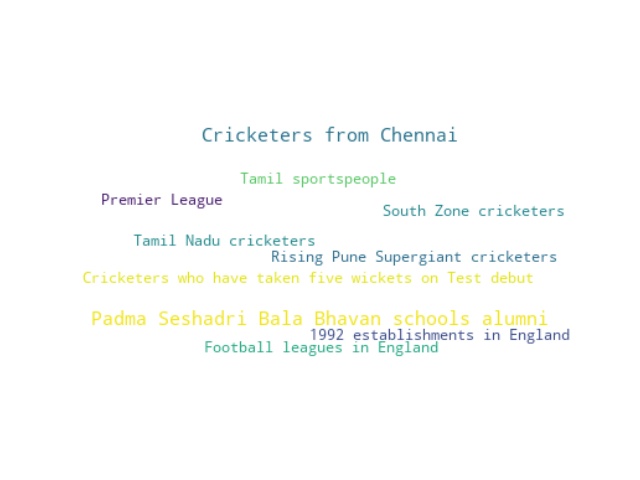 Cricketers from Chennai
Tamil sportspeople
Premier League
South Zone cricketers
Tamil Nadu cricketers
Rising Pune Supergiant cricketers
Cricketers who have taken five wickets on Test debut
Padma Seshadri Bala Bhavan schools alumni
1992 establishments in England
Football leagues in England